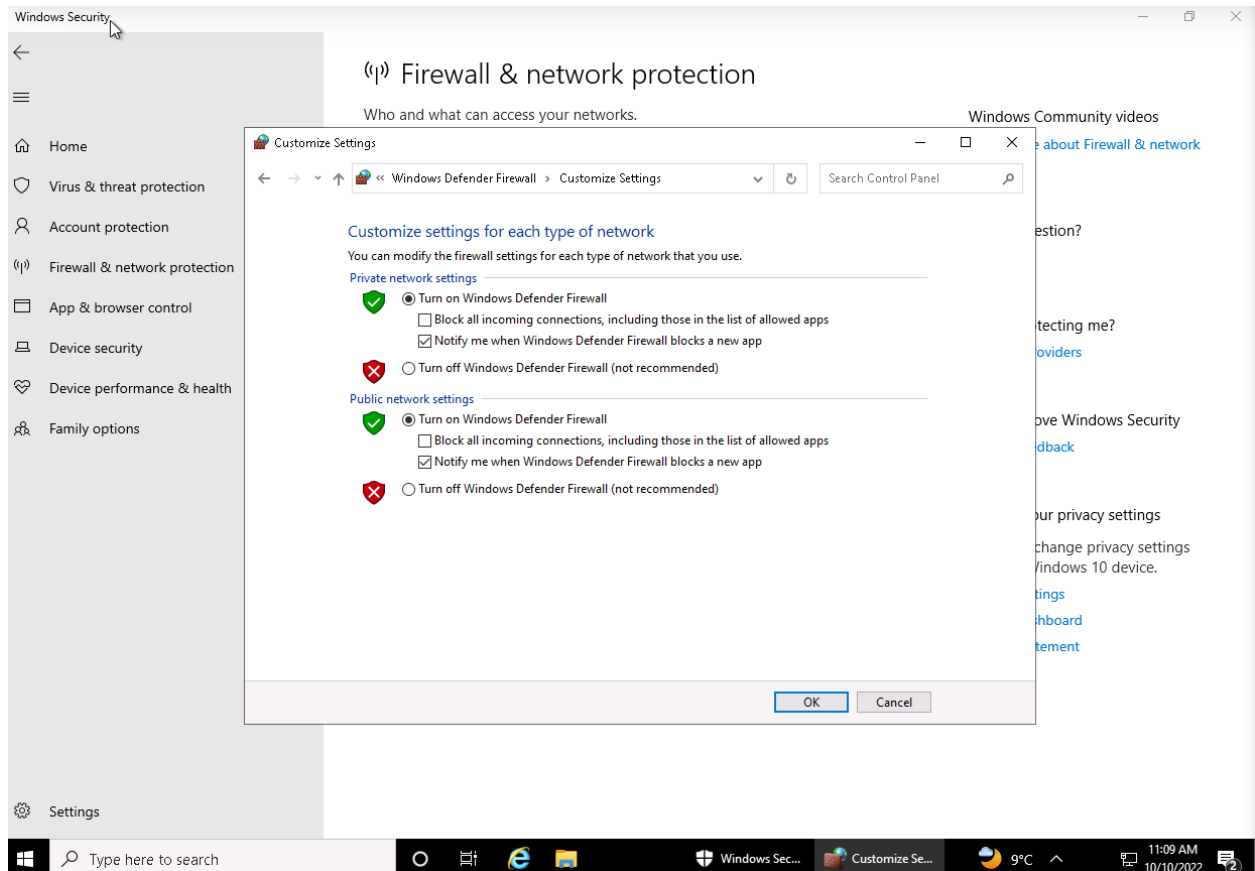 Windows Security
Firewall & network protection
Who and what can access your networks.
Home
Virus & threat protection
Account protection
Firewall & network protection
App & browser control
Device security
Device performance & health
Family options
Settings
Customize Settings
« Windows Defender Firewall › Customize Settings
Search Control Panel
Customize settings for each type of network
You can modify the firewall settings for each type of network that you use.
Private network settings
Turn on Windows Defender Firewall
Block all incoming connections, including those in the list of allowed apps
Notify me when Windows Defender Firewall blocks a new app
Turn off Windows Defender Firewall (not recommended)
Public network settings
Turn on Windows Defender Firewall
Block all incoming connections, including those in the list of allowed apps
Notify me when Windows Defender Firewall blocks a new app
Turn off Windows Defender Firewall (not recommended)
OK Cancel
Windows Community videos
about Firewall & network
estion?
tecting me?
oviders
ove Windows Security
dback
our privacy settings
change privacy settings
Windows 10 device.
tings
hboard
tement
Type here to search
Windows Sec...
Customize Se...
9°C
11:09 AM
10/10/2022
2